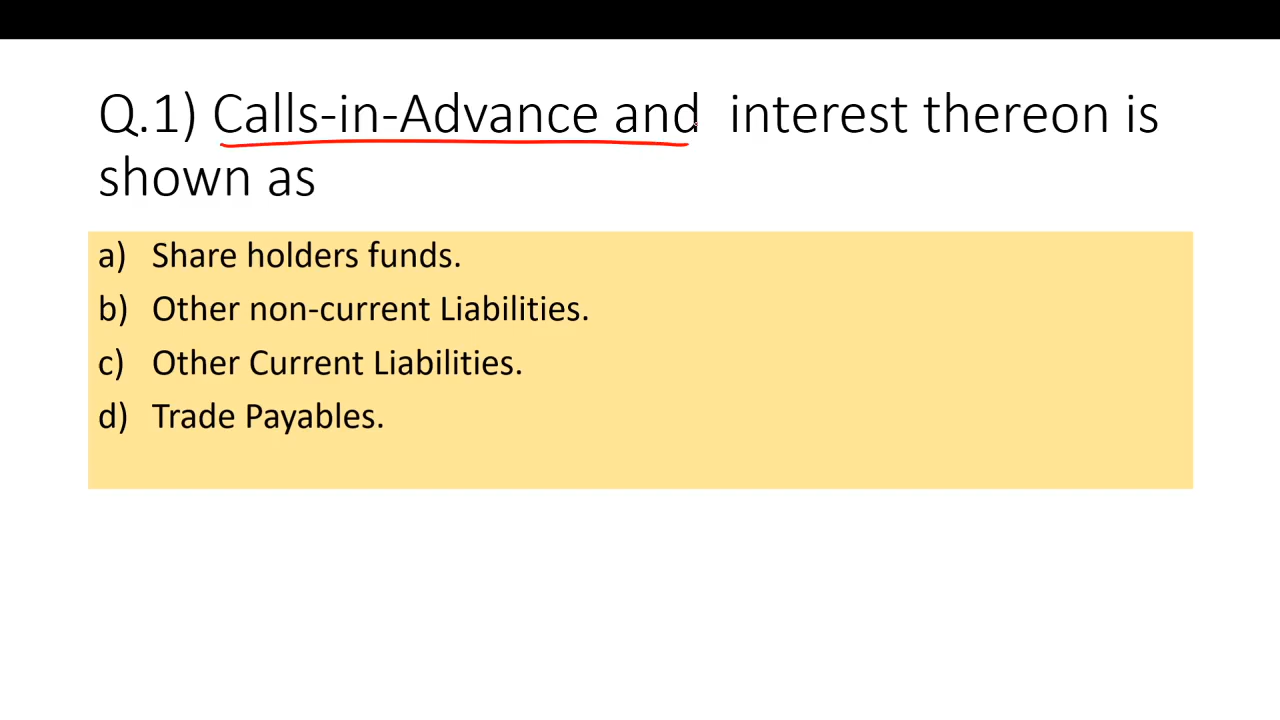 Q.1) Calls-in-Advance and interest thereon is
shown as
a) Share holders funds.
b) Other non-current Liabilities.
c) Other Current Liabilities.
d) Trade Payables.